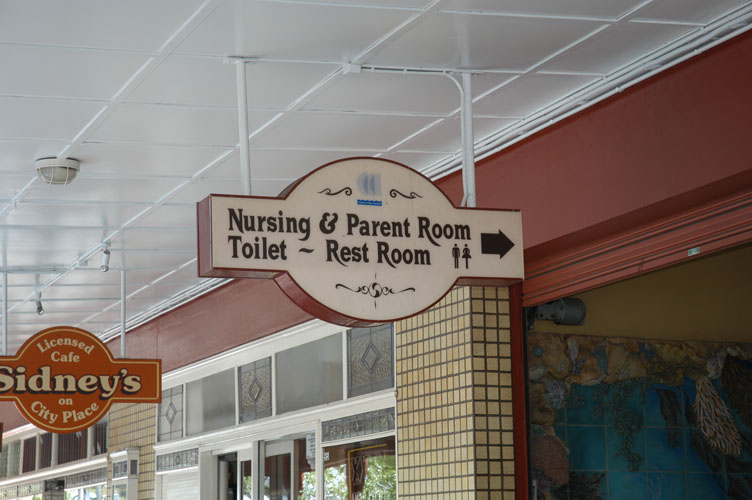 Nursing & Parent Room
Toilet ~ Rest Room
Licensed
Cafe
Sidney's
on
City Place